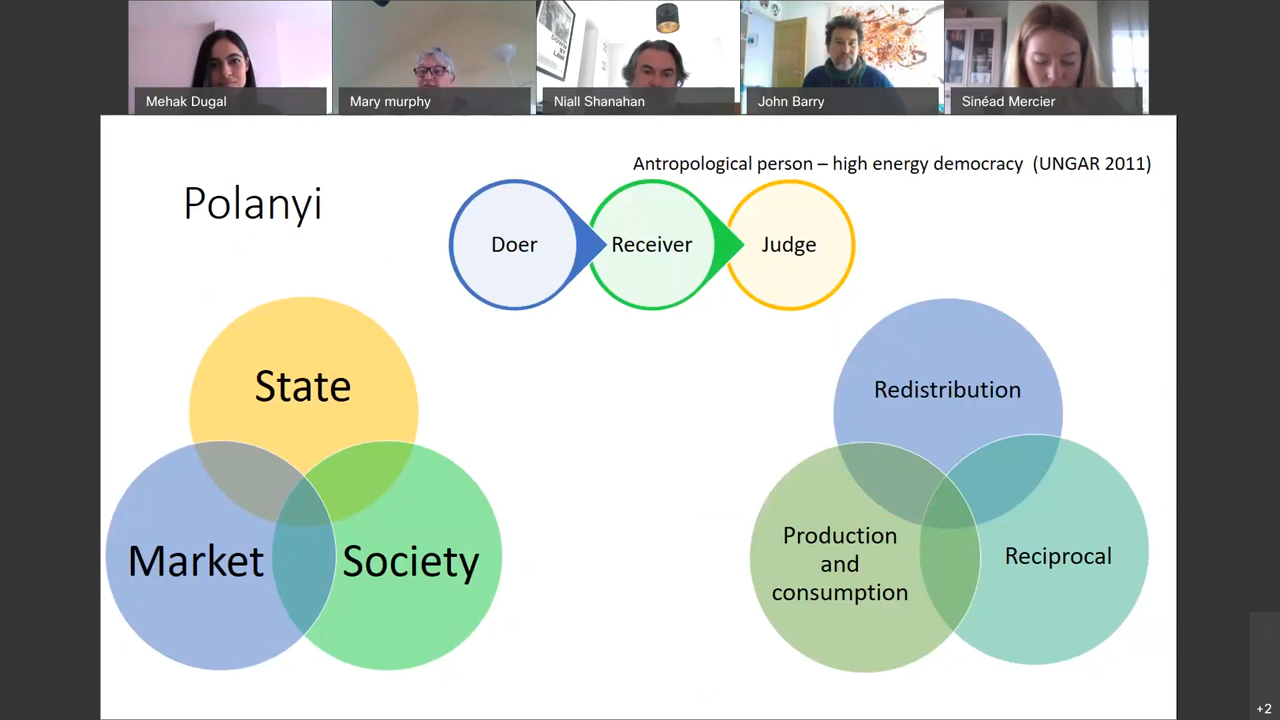 Mehak Dugal
Mary murphy
Niall Shanahan
John Barry
Sinéad Mercier
Antropological person – high energy democracy (UNGAR 2011)
Polanyi
Doer
Receiver
Judge
State
Market
Society
Redistribution
Production
and
consumption
Reciprocal
+2